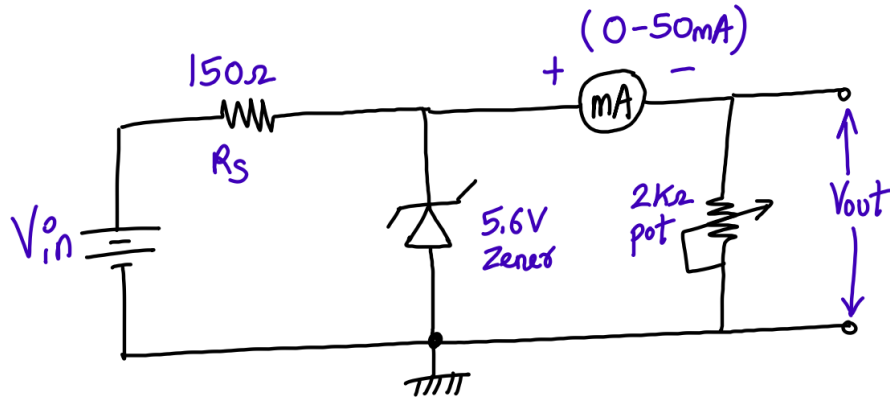 (0-50mA)
150Ω
+
-
mA
Rs
Vin
5.6V
Zener
2KΩ
pot
Vout